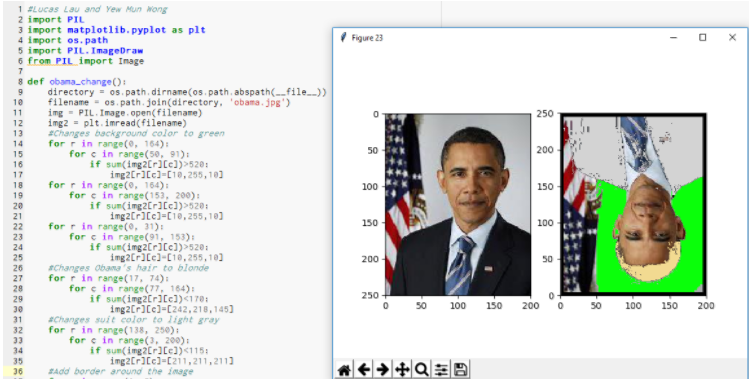 1 #Lucas Lau and Yew Mun Wong
2 import PIL
3 import matplotlib.pyplot as plt
4 import os.path
5 import PIL.ImageDraw
6 from PIL import Image
7
8 def obama_change():
9 directory = os.path.dirname(os.path.abspath(__file__))
10 filename = os.path.join(directory, 'obama.jpg')
11 img = PIL.Image.open(filename)
12 img2 = plt.imread(filename)
13 #Changes background color to green
14 for r in range(0, 164):
15 for c in range(50, 91):
16 if sum(img2[r][c])>520:
17 img2[r][c]=[10,255,10]
18 for r in range(0, 164):
19 for c in range(153, 200):
20 if sum(img2[r][c])>520:
21 img2[r][c]=[10,255,10]
22 for r in range(0, 31):
23 for c in range(91, 153):
24 if sum(img2[r][c])>520:
25 img2[r][c]=[10,255,10]
26 #Changes Obama's hair to blonde
27 for r in range(17, 74):
28 for c in range(77, 164):
29 if sum(img2[r][c])<170:
30 img2[r][c]=[242,218,145]
31 #Changes suit color to light gray
32 for r in range(138, 250):
33 for c in range(3, 200):
34 if sum(img2[r][c])<115:
35 img2[r][c]=[211,211,211]
36 #Add border around the image
Figure 23
0
50
100
150
200
250
0 50 100 150 200
250
200
150
100
50
0
0 50 100 150 200